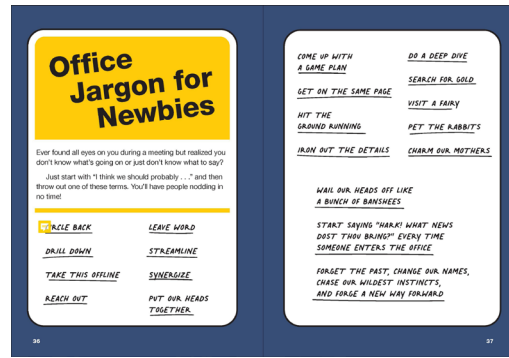 Office
Jargon for
Newbies
Ever found all eyes on you during a meeting but realized you
don't know what's going on or just don't know what to say?
Just start with "I think we should probably . . ." and then
throw out one of these terms. You'll have people nodding in
no time!
CIRCLE BACK
DRILL DOWN
TAKE THIS OFFLINE
REACH OUT
LEAVE WORD
STREAMLINE
SYNERGIZE
PUT OUR HEADS
TOGETHER
36
COME UP WITH
A GAME PLAN
GET ON THE SAME PAGE
HIT THE
GROUND RUNNING
IRON OUT THE DETAILS
DO A DEEP DIVE
SEARCH FOR GOLD
VISIT A FAIRY
PET THE RABBITS
CHARM OUR MOTHERS
WAIL OUR HEADS OFF LIKE
A BUNCH OF BANSHEES
START SAYING "HARK! WHAT NEWS
DOST THOU BRING?" EVERY TIME
SOMEONE ENTERS THE OFFICE
FORGET THE PAST, CHANGE OUR NAMES,
CHASE OUR WILDEST INSTINCTS,
AND FORGE A NEW WAY FORWARD
37